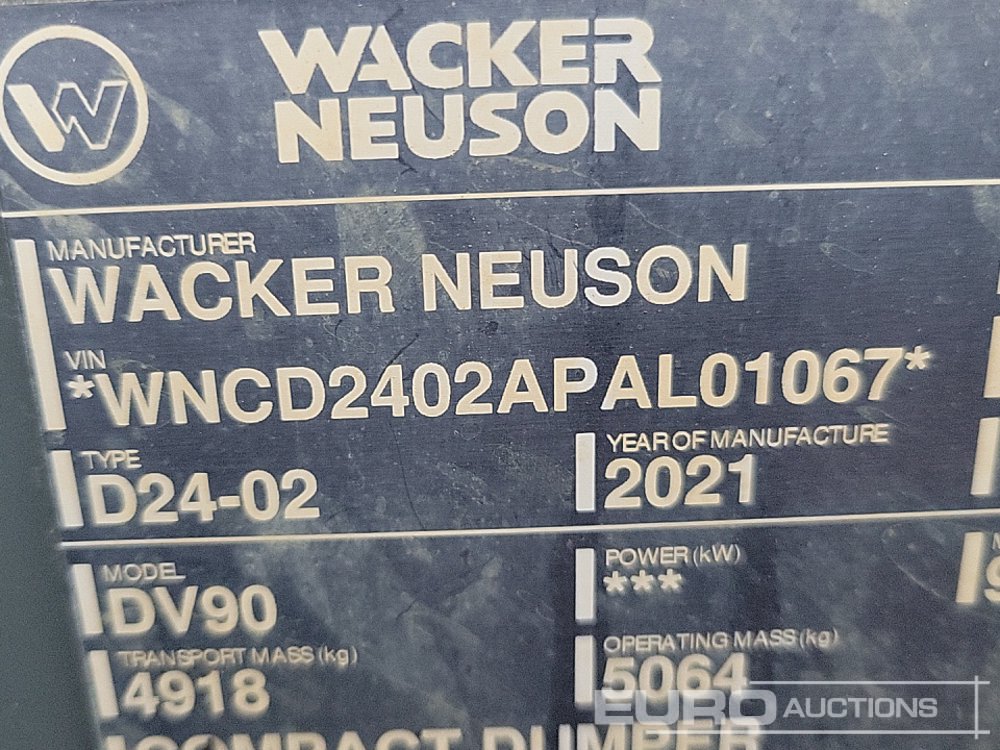 WACKER
NEUSON
MANUFACTURER
WACKER NEUSON
VIN
*WNCD2402APAL01067*
TYPE
D24-02
YEAR OF MANUFACTURE
2021
MODEL
DV90
POWER (kW)
***
TRANSPORT MASS (kg)
4918
OPERATING MASS (kg)
5064
COMPACT DUMPER
EURO AUCTIONS